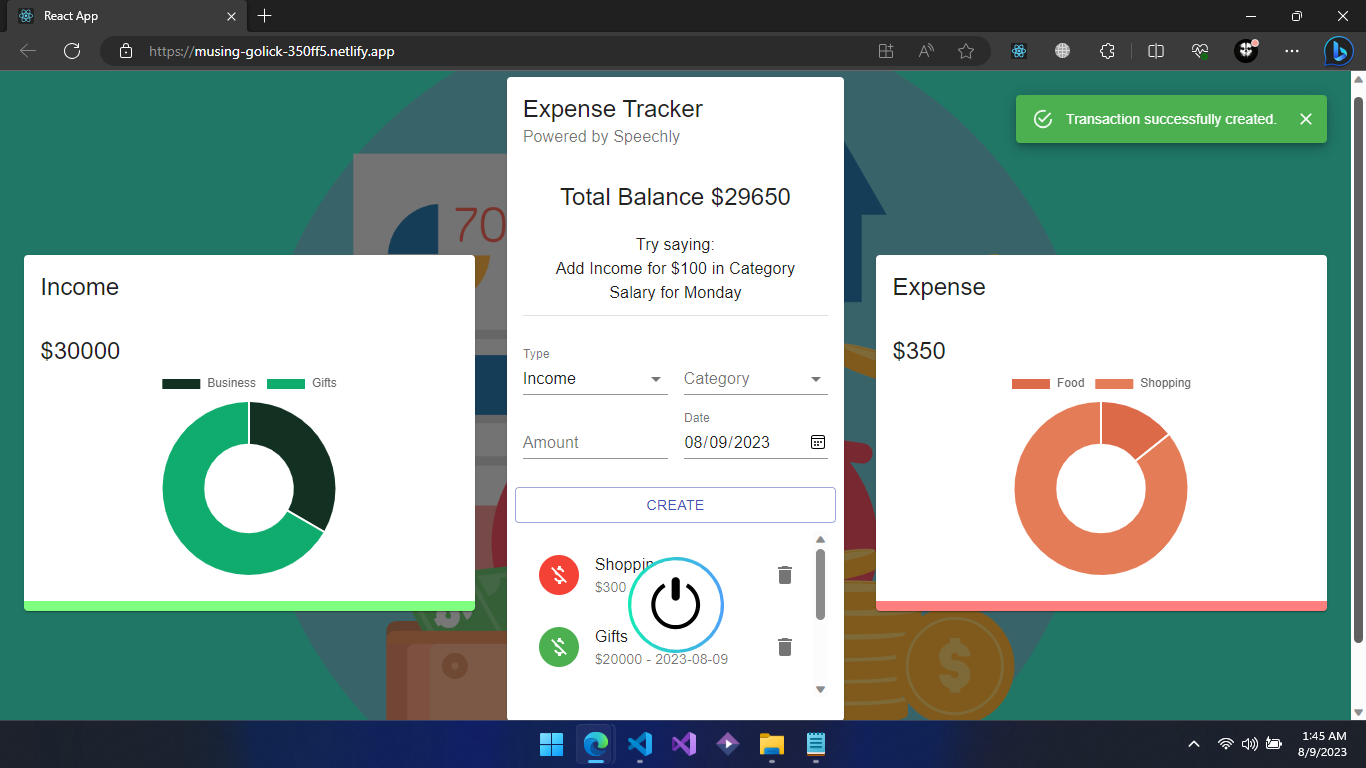 React App
https://musing-golick-350ff5.netlify.app
Expense Tracker
Powered by Speechly
Transaction successfully created.
70
Total Balance $29650
Try saying:
Add Income for $100 in Category
Salary for Monday
Income
$30000
Business Gifts
Type
Income
Category
Amount
Date
08/09/2023
CREATE
Shopping
$300
Gifts
$20000 - 2023-08-09
Expense
$350
Food Shopping
$
1:45 AM
8/9/2023